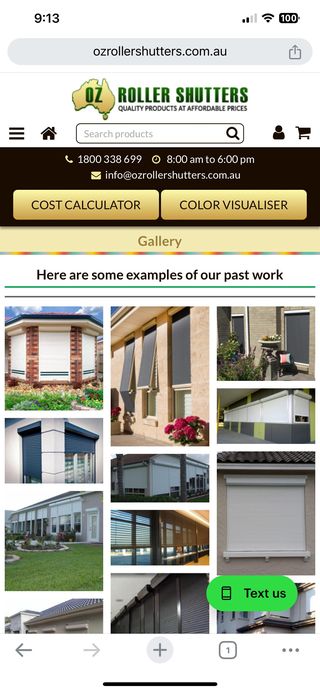 9:13
100
ozrollershutters.com.au
OZ ROLLER SHUTTERS
QUALITY PRODUCTS AT AFFORDABLE PRICES
Search products
1800 338 699 8:00 am to 6:00 pm
info@ozrollershutters.com.au
COST CALCULATOR COLOR VISUALISER
Gallery
Here are some examples of our past work
Text us
1